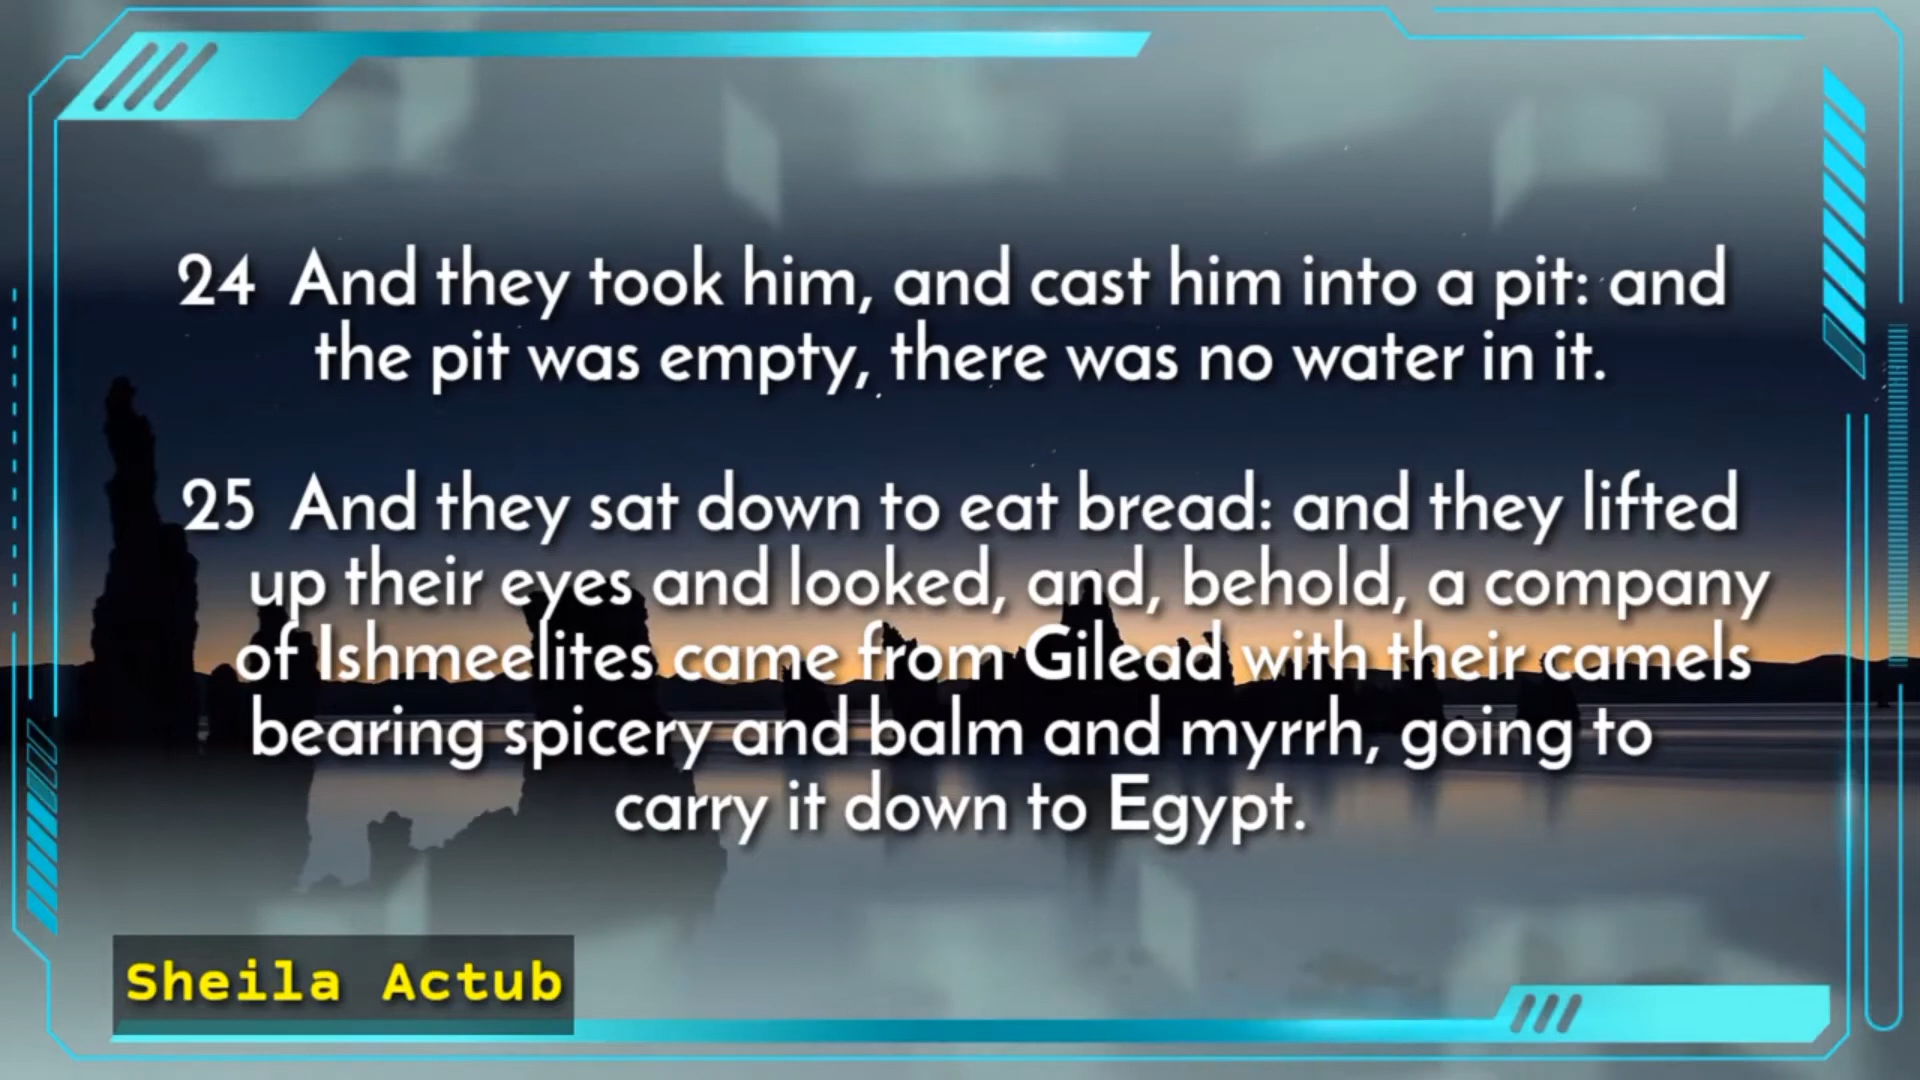 24 And they took him, and cast him into a pit: and
the pit was empty, there was no water in it.
25 And they sat down to eat bread: and they lifted
up their eyes and looked, and, behold, a company
of Ishmeelites came from Gilead with their camels
bearing spicery and balm and myrrh, going to
carry it down to Egypt.
Sheila Actub